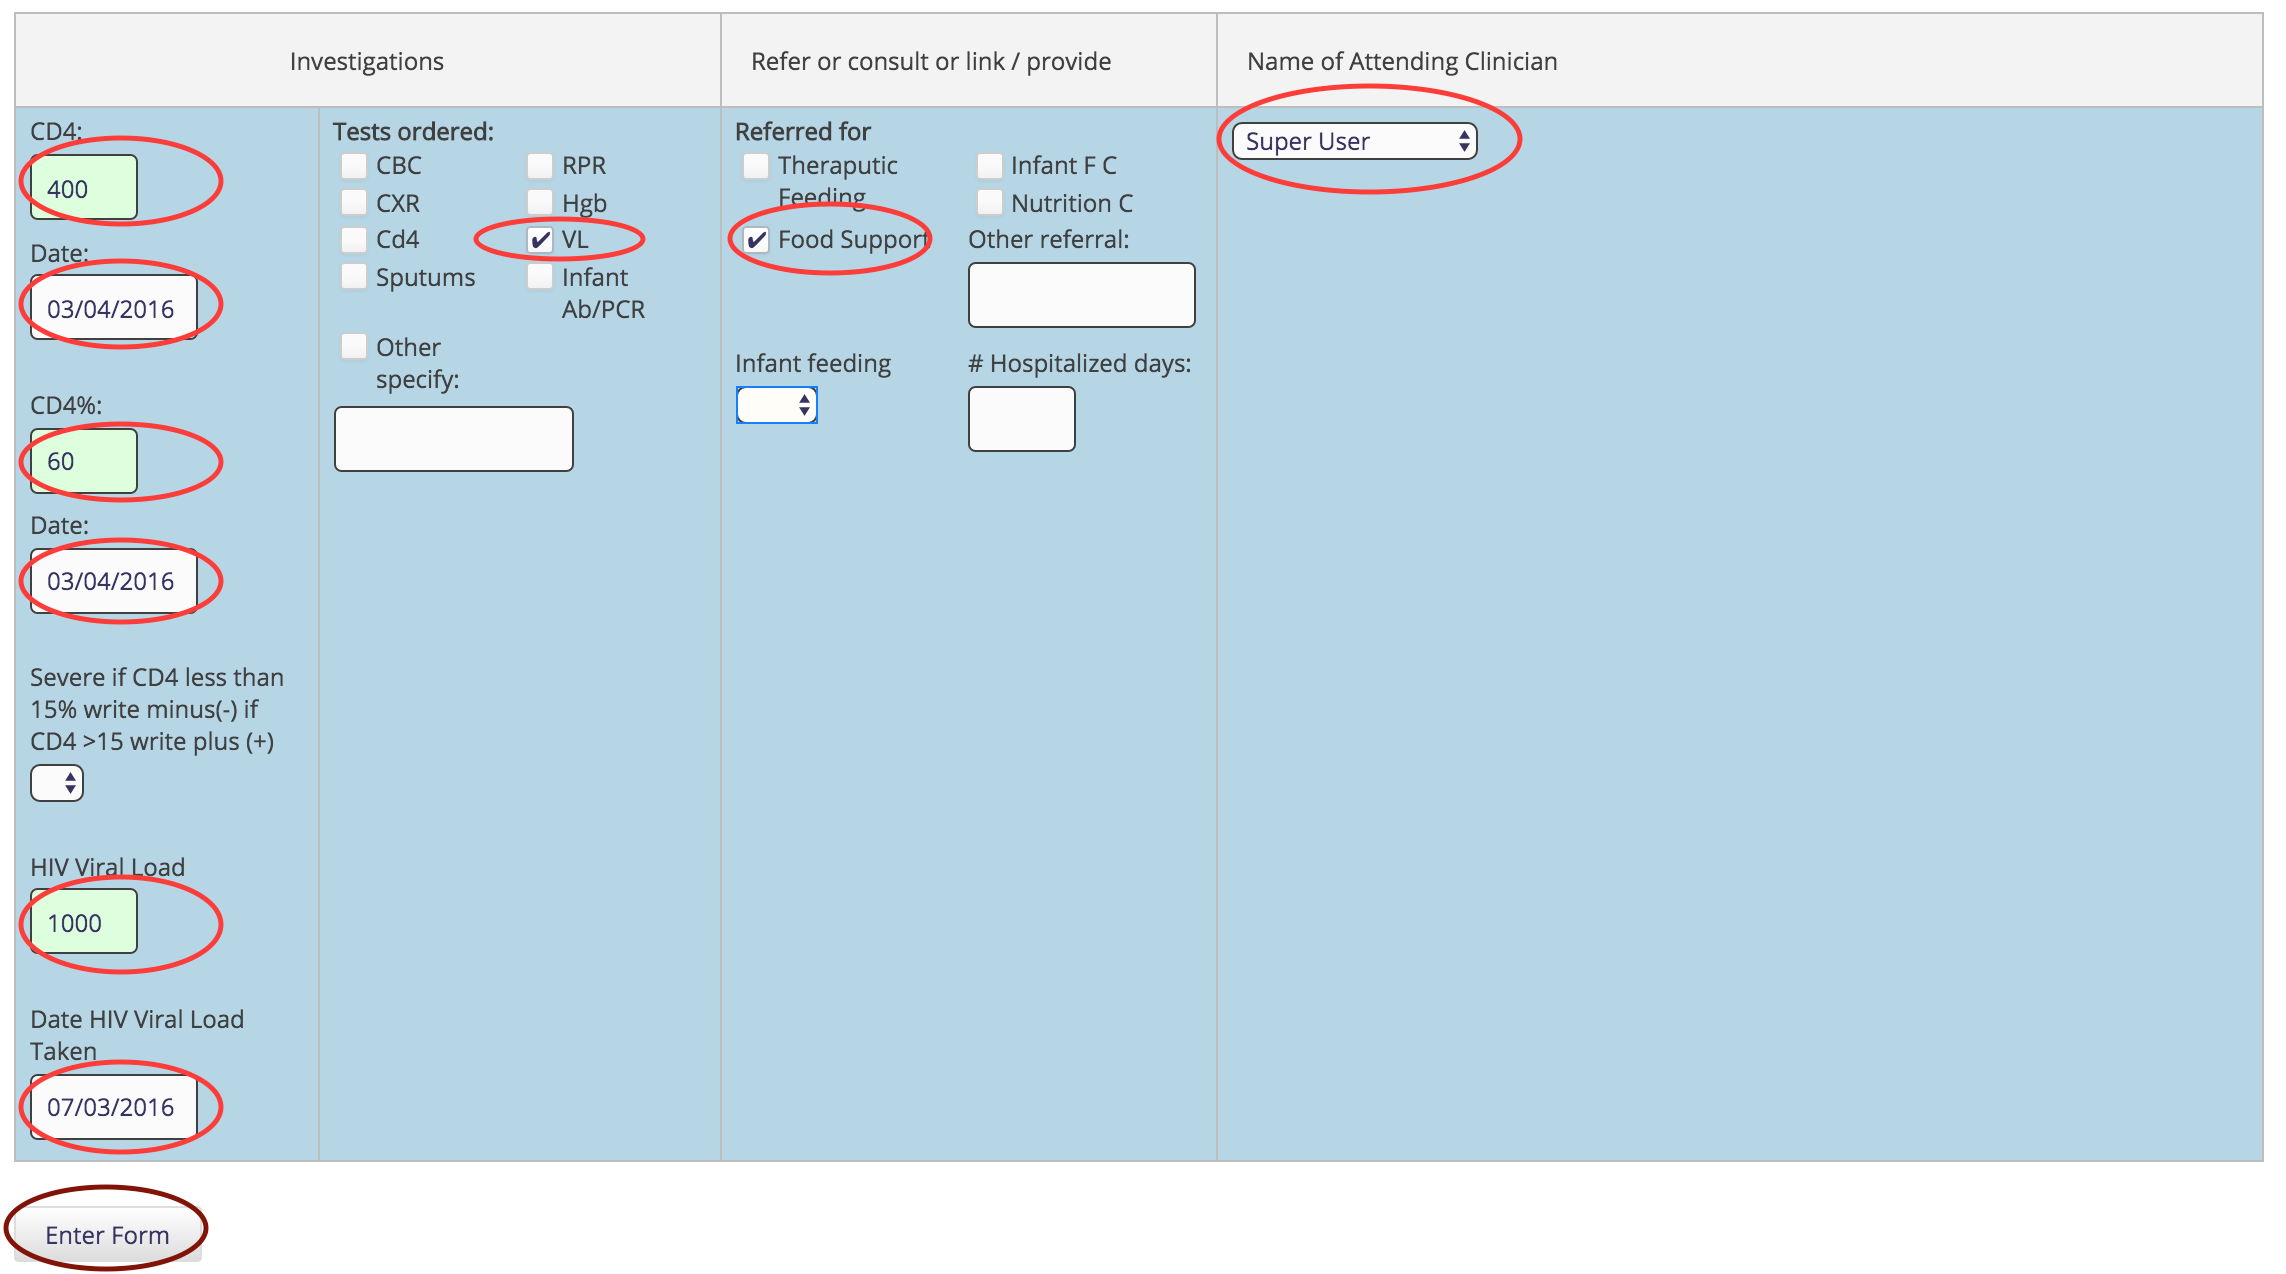 Investigations
Refer or consult or link / provide
Name of Attending Clinician
CD4:
400
Date:
03/04/2016
CD4%:
60
Date:
03/04/2016
Severe if CD4 less than
15% write minus(-) if
CD4 >15 write plus (+)
HIV Viral Load
1000
Date HIV Viral Load
Taken
07/03/2016
Tests ordered:
CBC
RPR
CXR
Hgb
Cd4
VL
Sputums
Infant
Ab/PCR
Other
specify:
Referred for
Theraputic
Feeding
Infant F C
Nutrition C
Food Support
Other referral:
Infant feeding
# Hospitalized days:
Super User
Enter Form